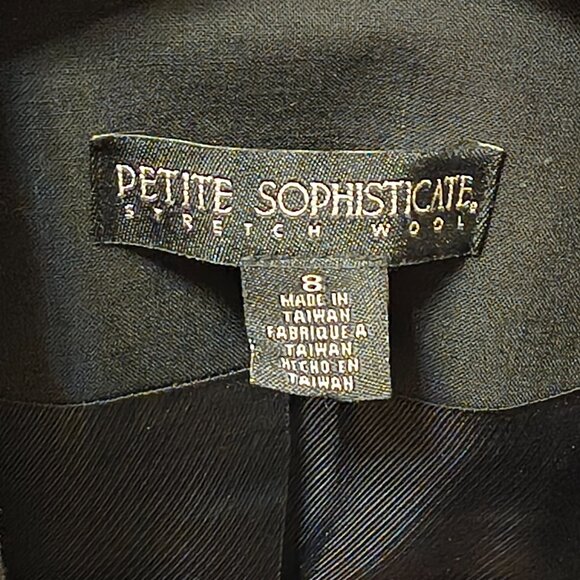 PETITE SOPHISTICATE®
STRETCH WOOL
8
MADE IN
TAIWAN
FABRIQUE A
TAIWAN
HECHO EN
TAIWAN